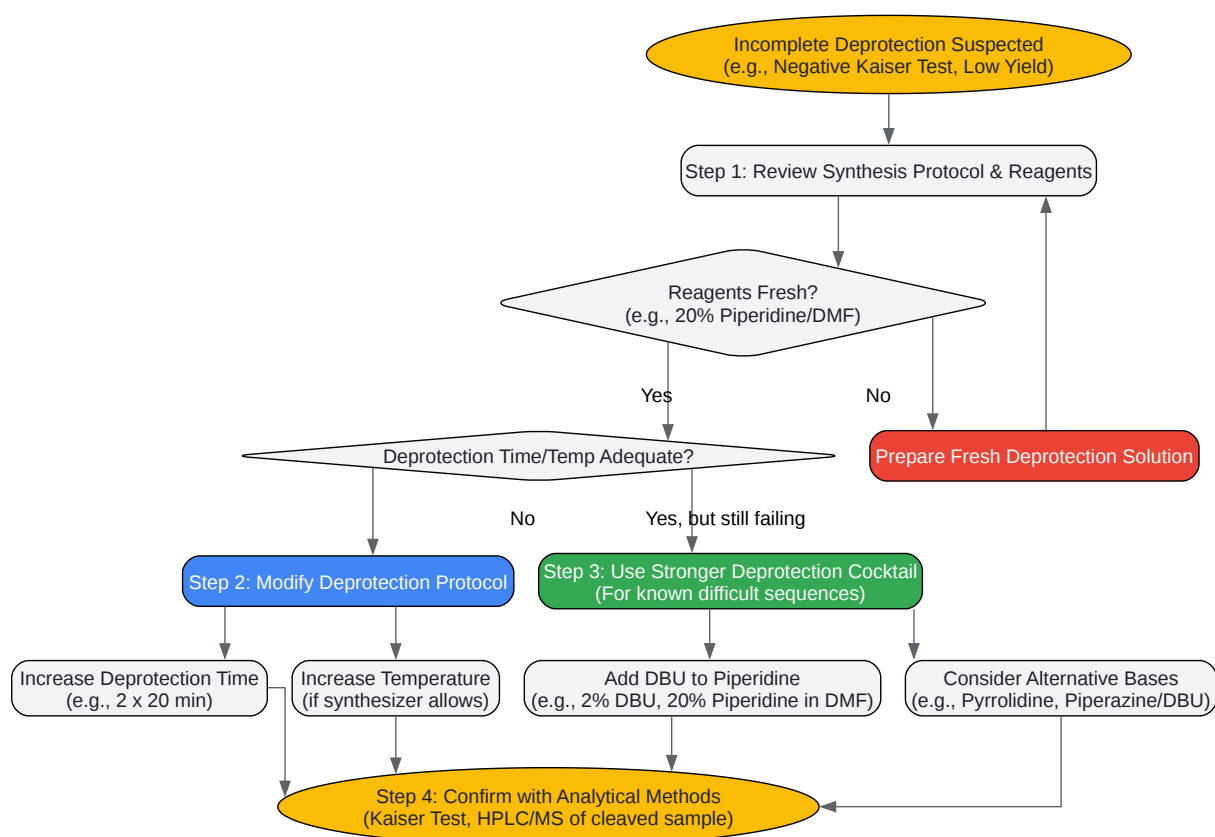 Incomplete Deprotection Suspected
(e.g., Negative Kaiser Test, Low Yield)
Step 1: Review Synthesis Protocol & Reagents
Reagents Fresh?
(e.g., 20% Piperidine/DMF)
Yes
No
Deprotection Time/Temp Adequate?
Prepare Fresh Deprotection Solution
No
Yes, but still failing
Step 2: Modify Deprotection Protocol
Step 3: Use Stronger Deprotection Cocktail
(For known difficult sequences)
Increase Deprotection Time
(e.g., 2 x 20 min)
Increase Temperature
(if synthesizer allows)
Add DBU to Piperidine
(e.g., 2% DBU, 20% Piperidine in DMF)
Consider Alternative Bases
(e.g., Pyrrolidine, Piperazine/DBU)
Step 4: Confirm with Analytical Methods
(Kaiser Test, HPLC/MS of cleaved sample)